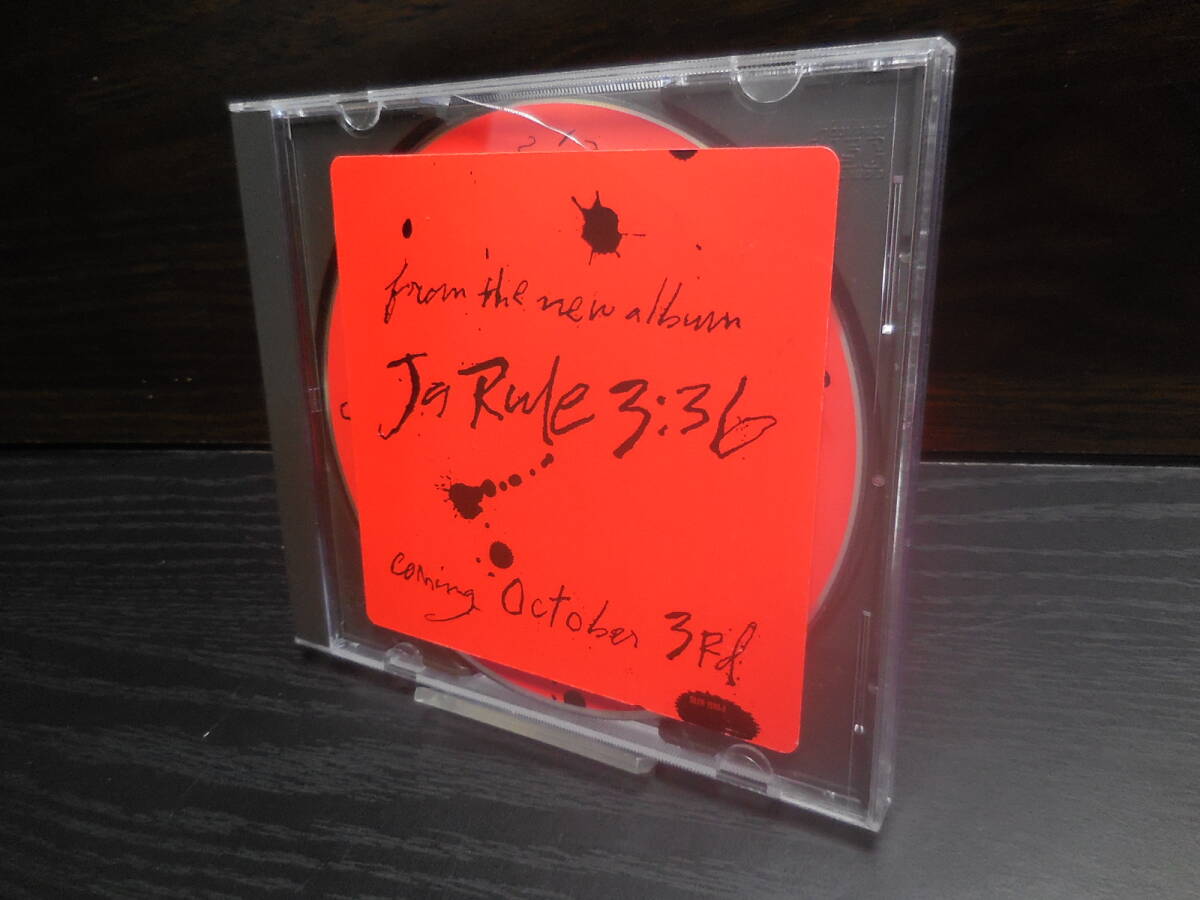 from the new album
Ja Rule 3:36
coming October 3Rd